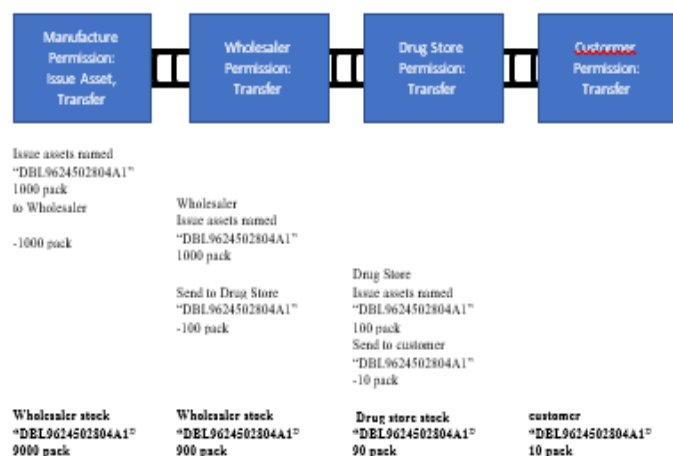 Manufacture
Permission:
Issue Asset,
Transfer
Wholesaler
Permission:
Transfer
Drug Store
Permission:
Transfer
Custormer
Permission:
Transfer
Issue assets named
“DBL9624502804A1”
1000 pack
to Wholesaler
-1000 pack
Wholesaler
Issue assets named
“DBL9624502804A1”
1000 pack
Send to Drug Store
“DBL9624502804A1”
-100 pack
Drug Store
Issue assets named
“DBL9624502804A1”
100 pack
Send to customer
“DBL9624502804A1”
-10 pack
Wholesaler stock
“DBL9624502804A1”
9000 pack
Wholesaler stock
“DBL9624502804A1”
900 pack
Drug store stock
“DBL9624502804A1”
90 pack
customer
“DBL9624502804A1”
10 pack